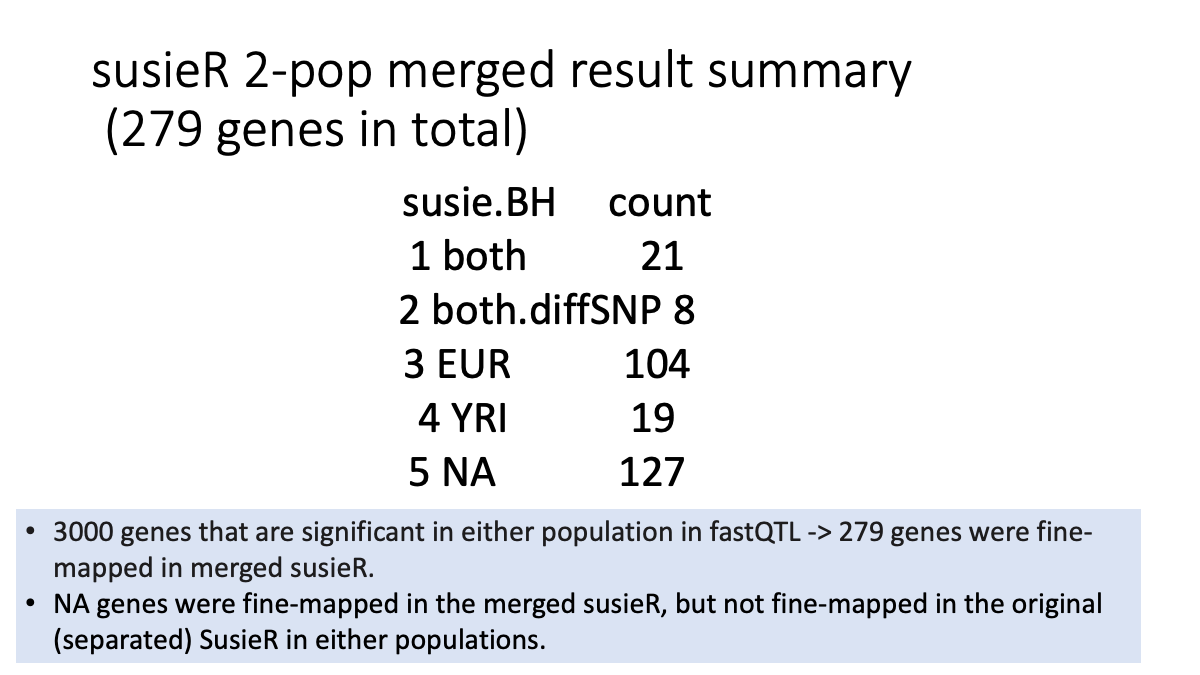 susieR 2-pop merged result summary
(279 genes in total)
susie.BH count
1 both 21
2 both.diffSNP 8
3 EUR 104
4 YRI 19
5 NA 127
• 3000 genes that are significant in either population in fastQTL -> 279 genes were fine-
mapped in merged susieR.
• NA genes were fine-mapped in the merged susieR, but not fine-mapped in the original
(separated) SusieR in either populations.